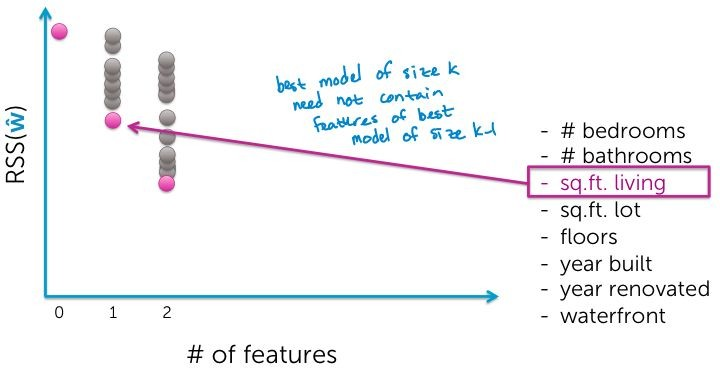 best model of size k
need not contain
features of best
model of size k-1
RSS(ŵ)
- # bedrooms
- # bathrooms
- sq.ft. living
- sq.ft. lot
- floors
- year built
- year renovated
- waterfront
0 1 2
# of features